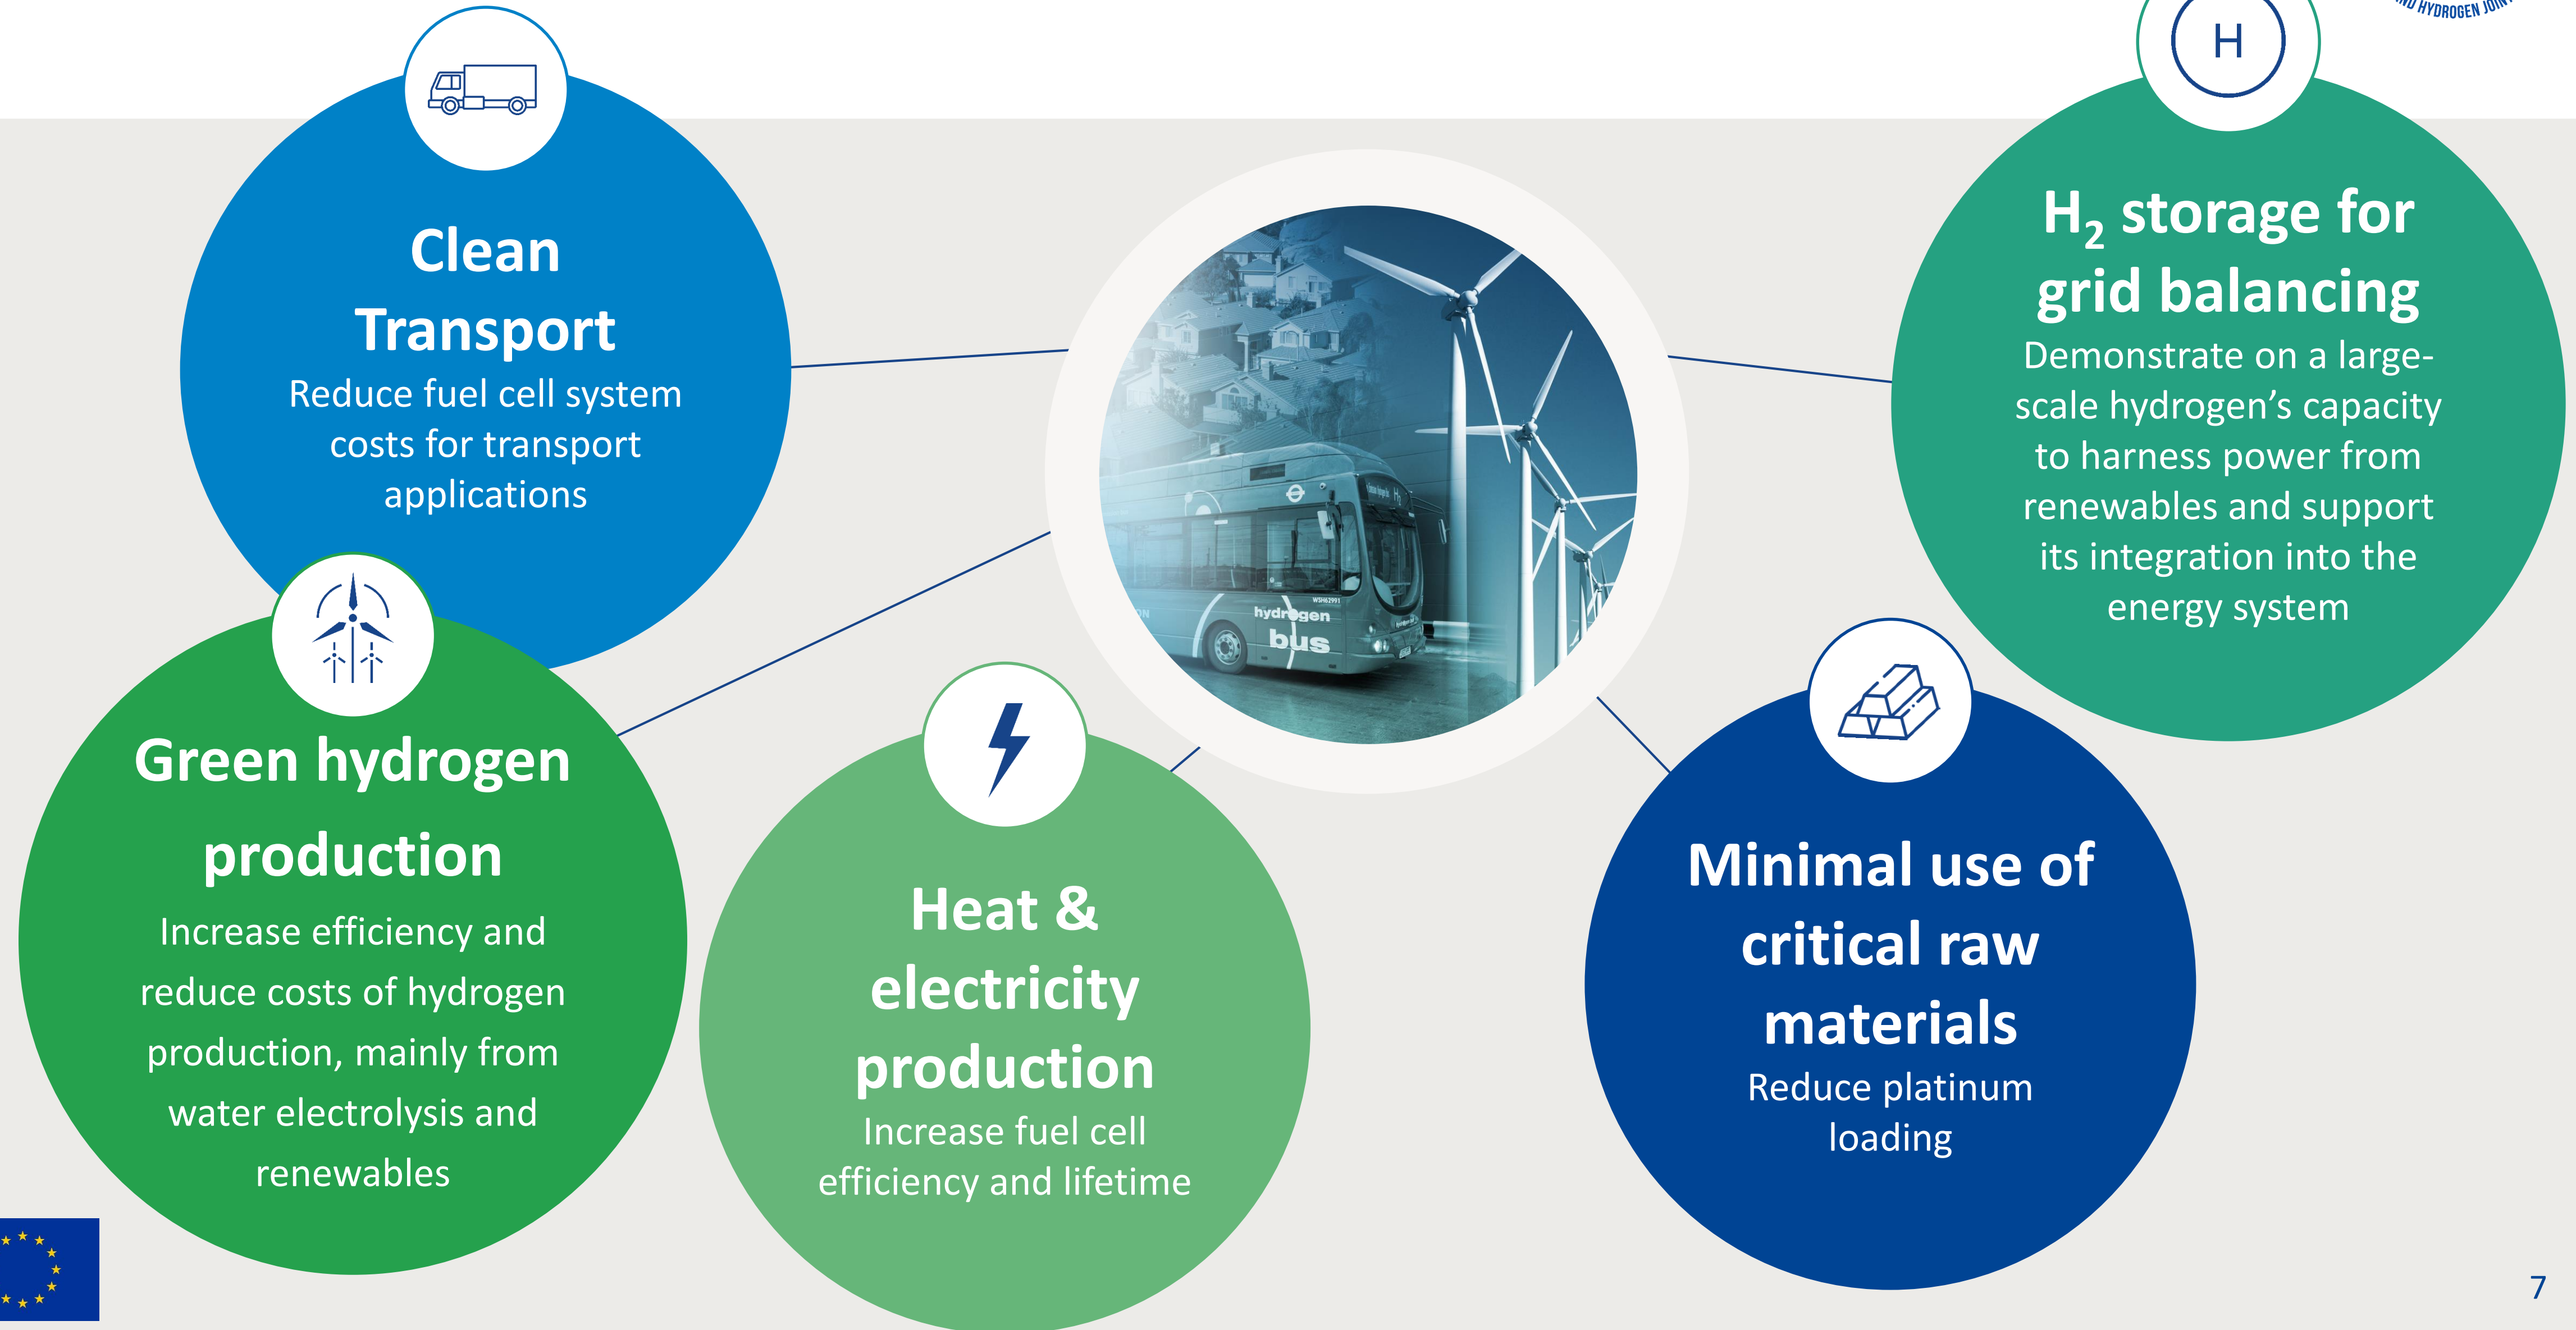 AND HYDROGEN JOIN
H
Clean
Transport
Reduce fuel cell system
costs for transport
applications
H₂ storage for
grid balancing
Demonstrate on a large-
scale hydrogen’s capacity
to harness power from
renewables and support
its integration into the
energy system
Green hydrogen
production
Increase efficiency and
reduce costs of hydrogen
production, mainly from
water electrolysis and
renewables
Heat &
electricity
production
Increase fuel cell
efficiency and lifetime
Minimal use of
critical raw
materials
Reduce platinum
loading
hydrogen
bus
7